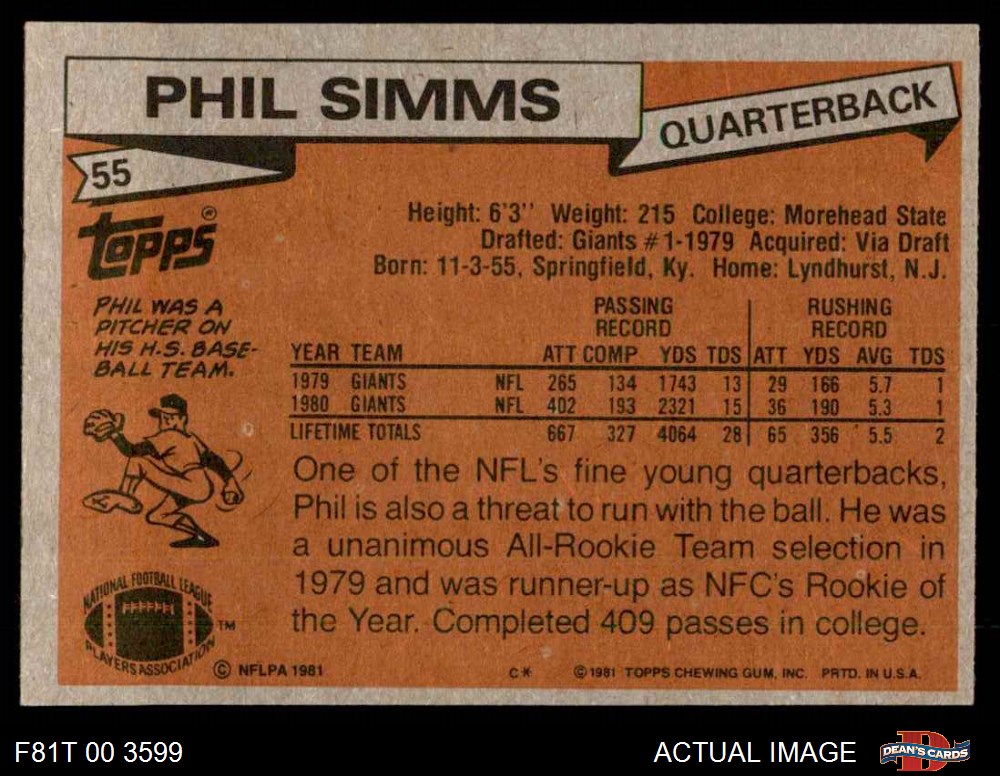 PHIL SIMMS
QUARTERBACK
55
Topps®
Height: 6'3'' Weight: 215 College: Morehead State
Drafted: Giants #1-1979 Acquired: Via Draft
Born: 11-3-55, Springfield, Ky. Home: Lyndhurst, N.J.
PHIL WAS A
PITCHER ON
HIS H.S. BASE-
BALL TEAM.
PASSING RUSHING
RECORD RECORD
YEAR TEAM ATT COMP YDS TDS ATT YDS AVG TDS
1979 GIANTS NFL 265 134 1743 13 29 166 5.7 1
1980 GIANTS NFL 402 193 2321 15 36 190 5.3 1
LIFETIME TOTALS 667 327 4064 28 65 356 5.5 2
One of the NFL's fine young quarterbacks,
Phil is also a threat to run with the ball. He was
a unanimous All-Rookie Team selection in
1979 and was runner-up as NFC's Rookie of
the Year. Completed 409 passes in college.
NATIONAL FOOTBALL LEAGUE
PLAYERS ASSOCIATION
TM
© NFLPA 1981
C*
©1981 TOPPS CHEWING GUM, INC. PRTD. IN U.S.A.
F81T 00 3599
ACTUAL IMAGE
D
DEAN'S CARDS